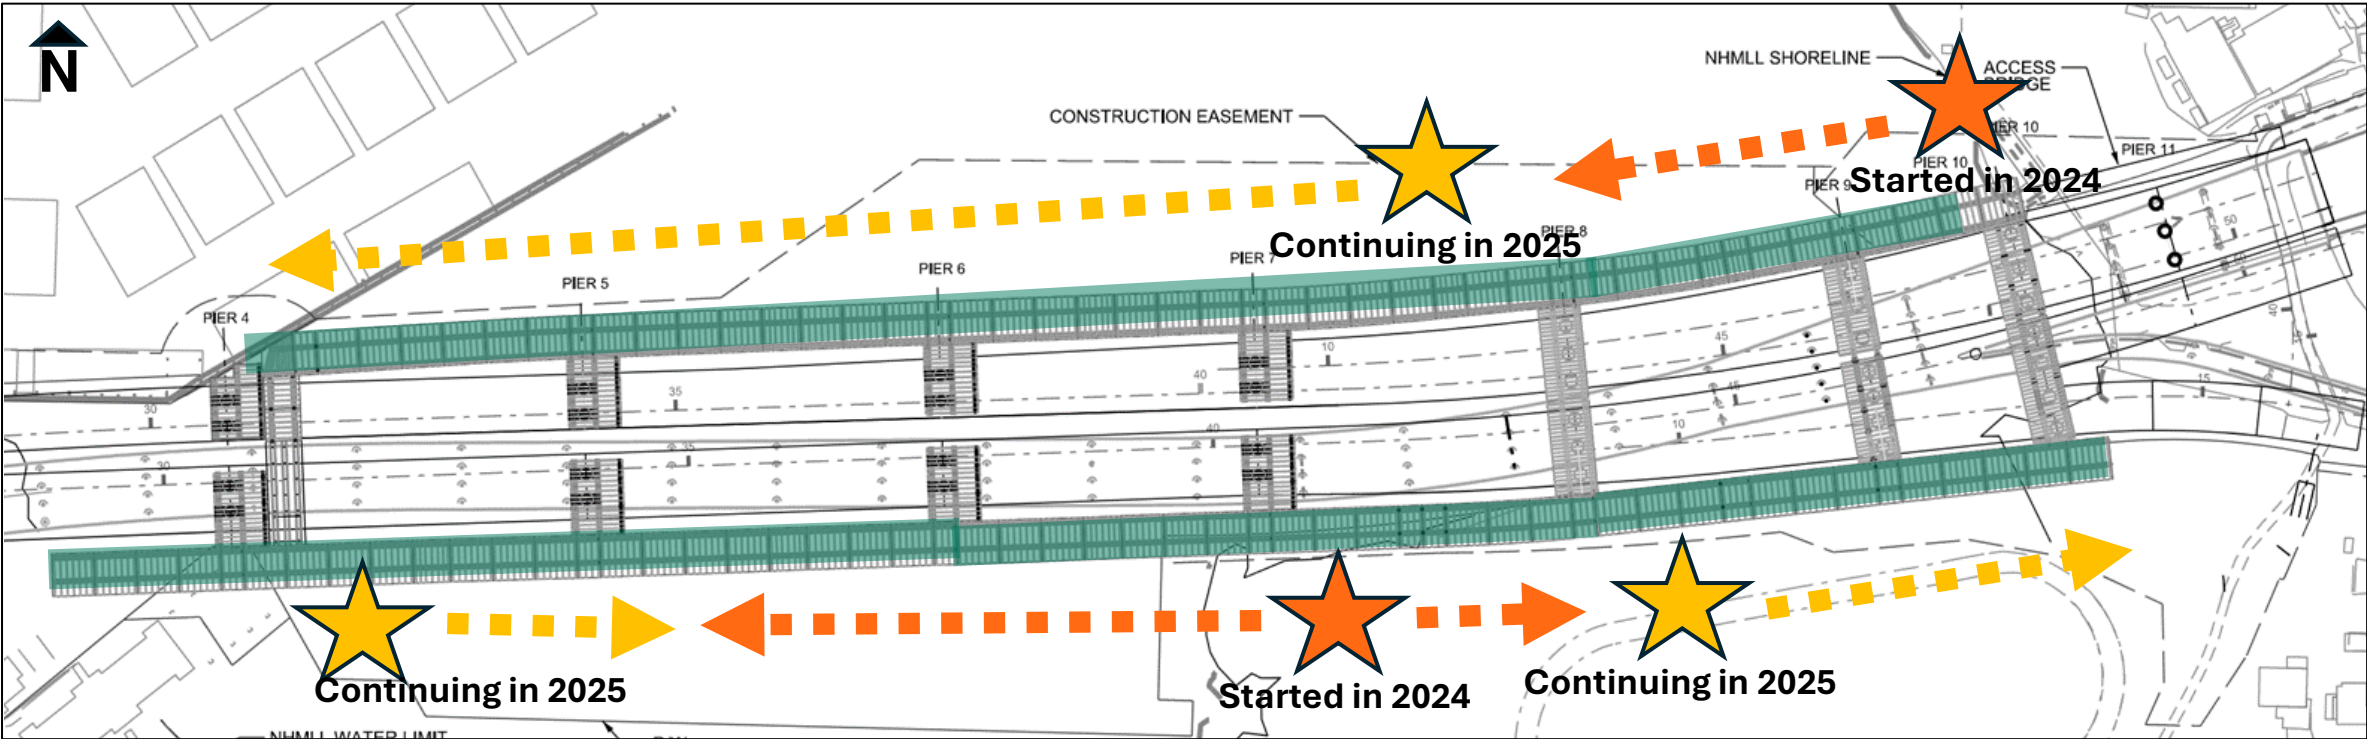 N
NHMLL SHORELINE
ACCESS
BRIDGE
CONSTRUCTION EASEMENT
PIER 10
PIER 11
PIER 10
PIER 9
Started in 2024
PIER 8
Continuing in 2025
PIER 7
PIER 6
PIER 5
PIER 4
50
40
45
10
40
35
30
45
40
10
35
30
15
Continuing in 2025
Started in 2024
Continuing in 2025
NHMLL WATER LIMIT